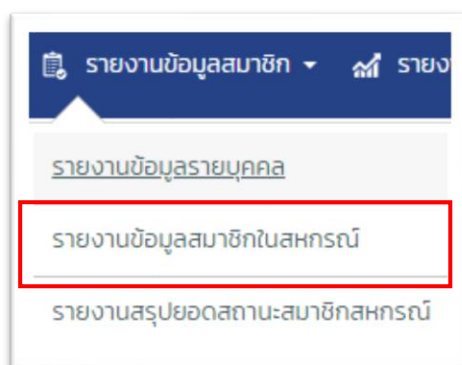 รายงานข้อมูลสมาชิก รายง
รายงานข้อมูลรายบุคคล
รายงานข้อมูลสมาชิกในสหกรณ์
รายงานสรุปยอดสถานะสมาชิกสหกรณ์